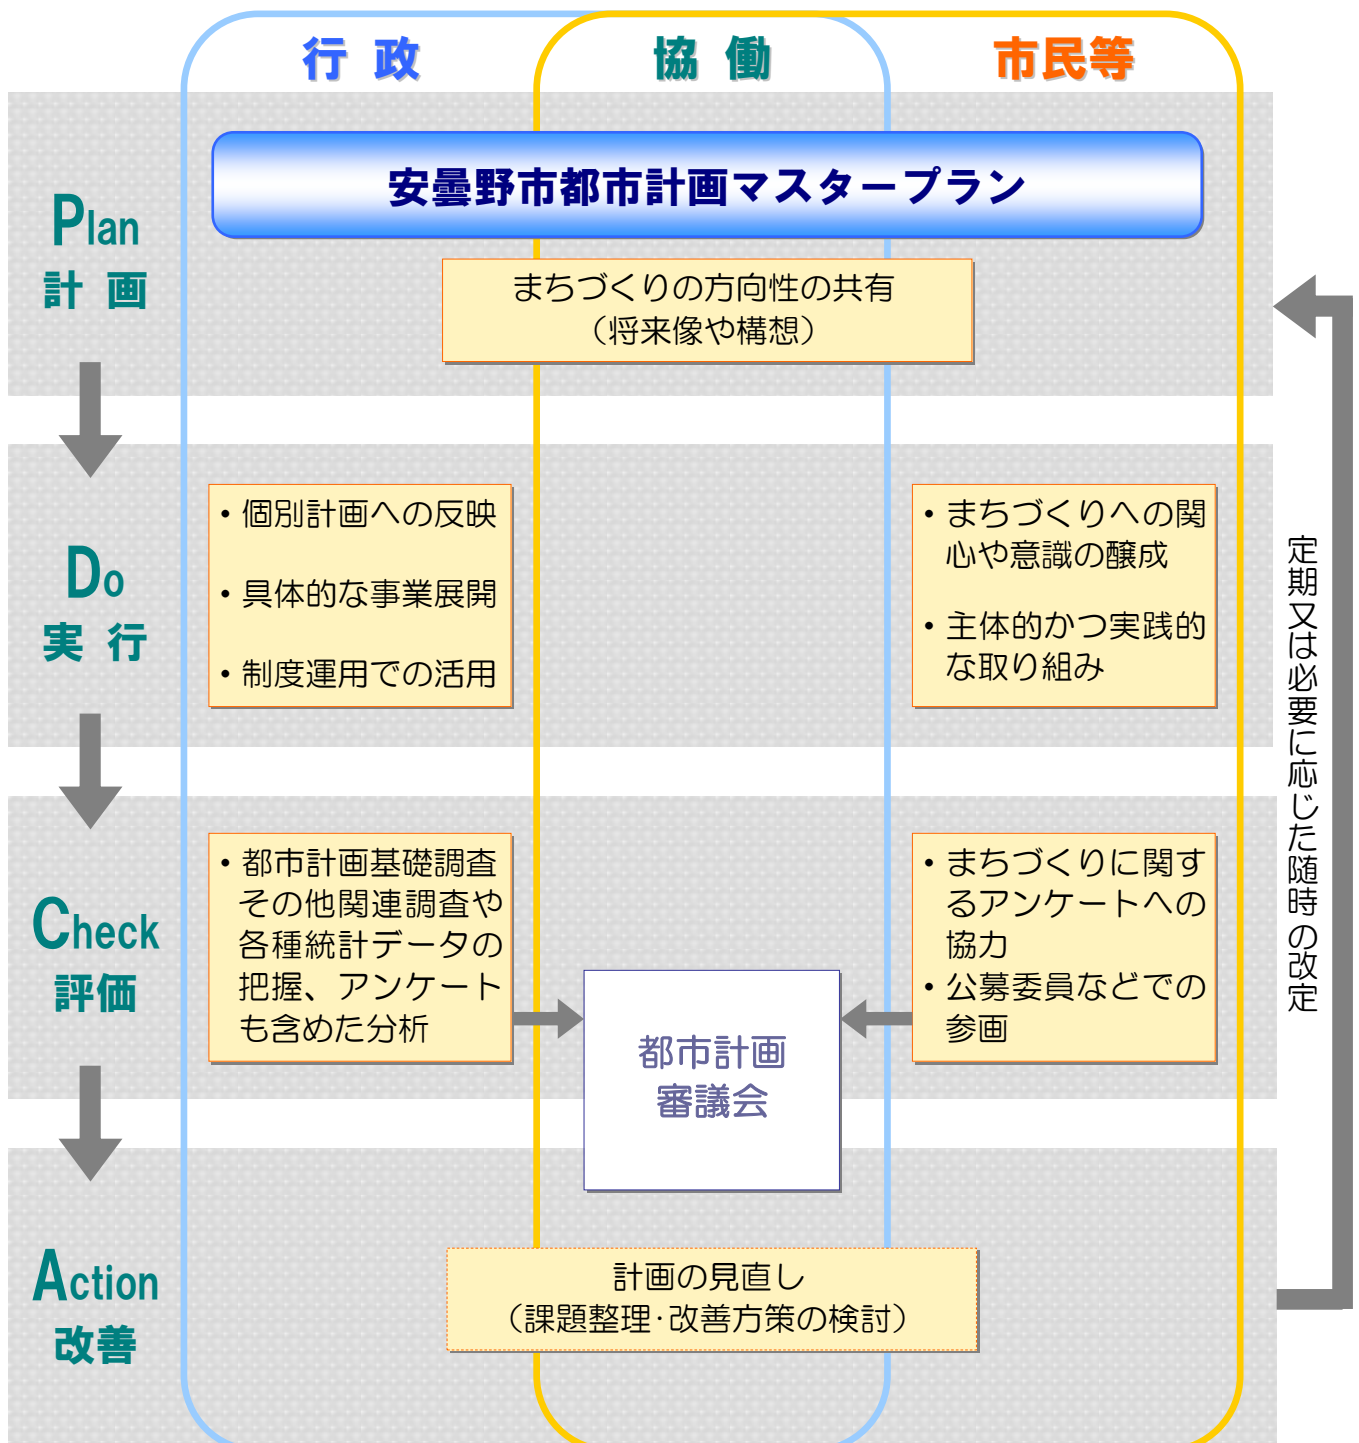 行 政
協 働
市民等
Plan
計 画
安曇野市都市計画マスタープラン
まちづくりの方向性の共有
（将来像や構想）
Do
実 行
・個別計画への反映
・具体的な事業展開
・制度運用での活用
・まちづくりへの関
心や意識の醸成
・主体的かつ実践的
な取り組み
Check
評価
・都市計画基礎調査
その他関連調査や
各種統計データの
把握、アンケート
も含めた分析
都市計画
審議会
・まちづくりに関す
るアンケートへの
協力
・公募委員などでの
参画
Action
改善
計画の見直し
（課題整理･改善方策の検討）
定期又は必要に応じた随時の改定